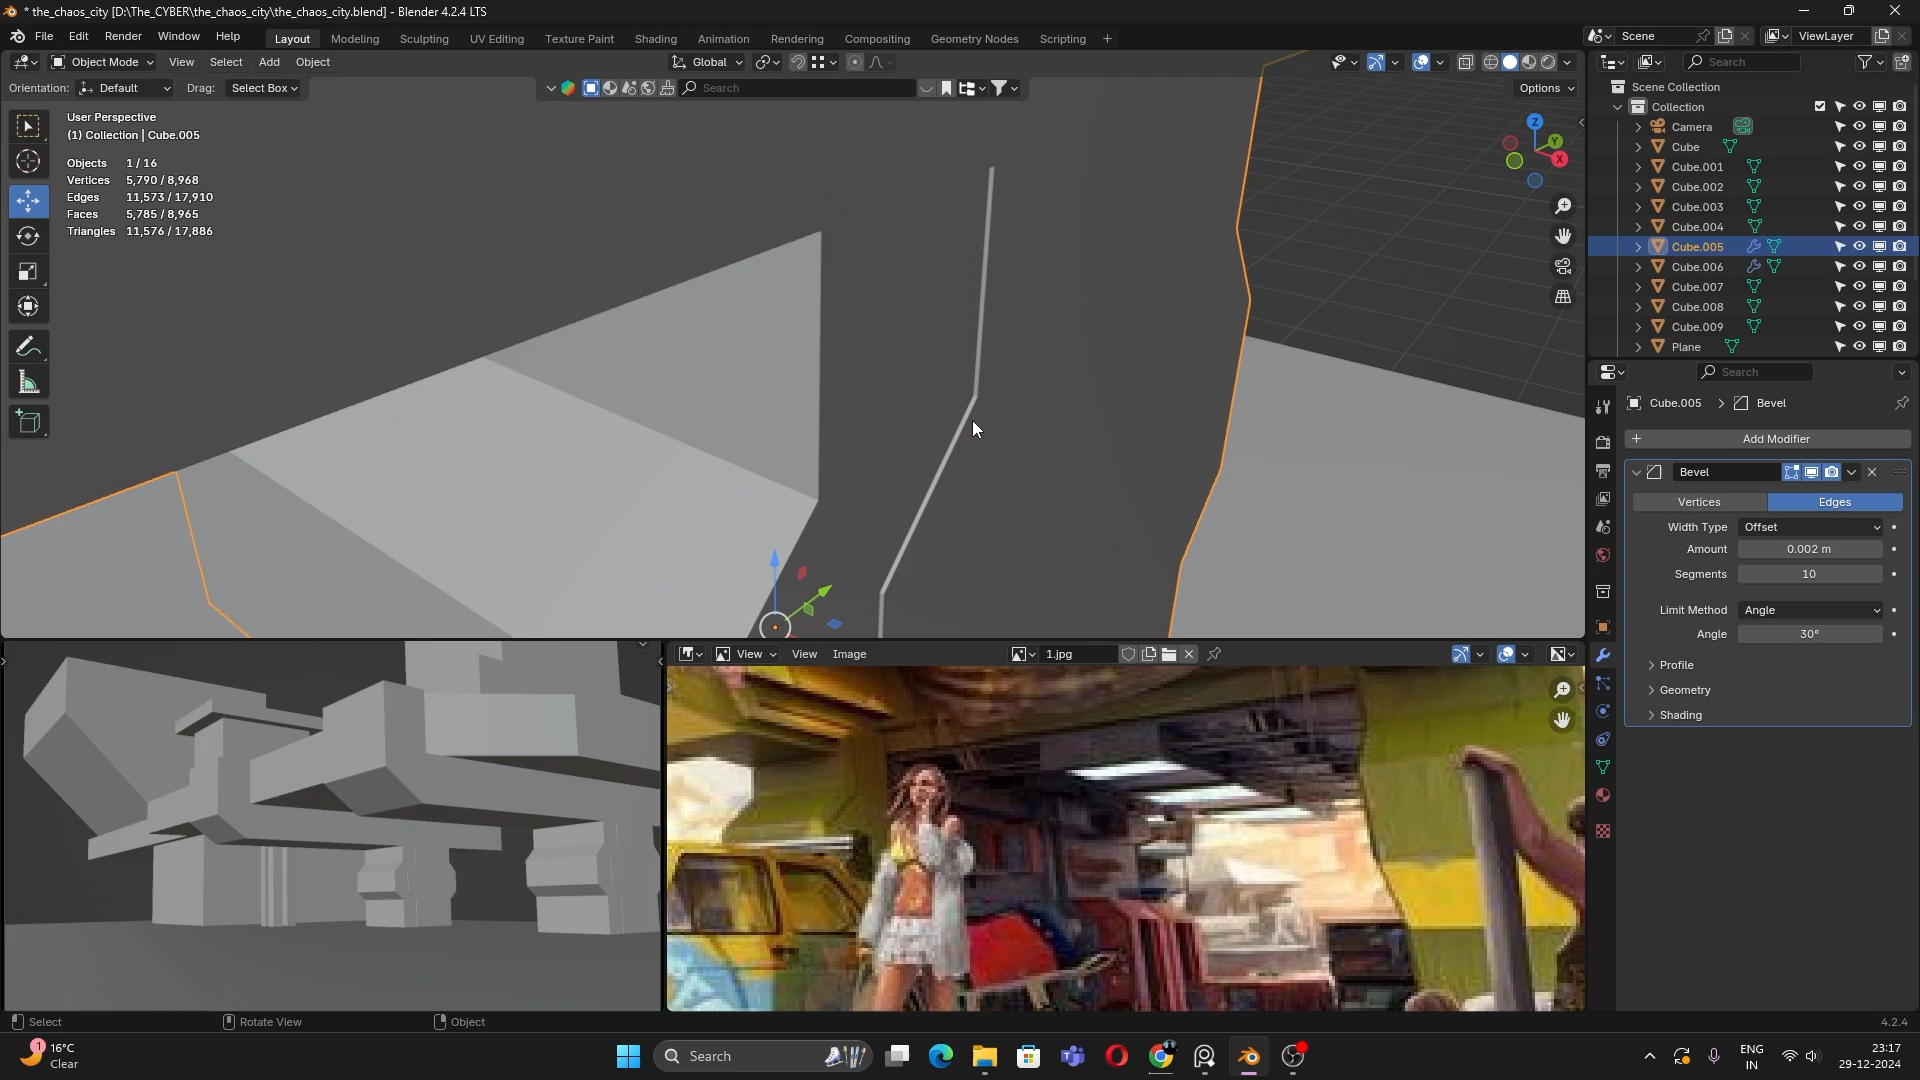 * the_chaos_city [D:\The_CYBER\the_chaos_city\the_chaos_city.blend] - Blender 4.2.4 LTS
File Edit Render Window Help
Layout Modeling Sculpting UV Editing Texture Paint Shading Animation Rendering Compositing Geometry Nodes Scripting +
Scene
ViewLayer
Object Mode View Select Add Object
Global
Search
Orientation: Default Drag: Select Box
Search
Options
User Perspective
(1) Collection | Cube.005
Objects 1 / 16
Vertices 5,790 / 8,968
Edges 11,573 / 17,910
Faces 5,785 / 8,965
Triangles 11,576 / 17,886
Z
Y
X
Scene Collection
Collection
Camera
Cube
Cube.001
Cube.002
Cube.003
Cube.004
Cube.005
Cube.006
Cube.007
Cube.008
Cube.009
Plane
Search
Cube.005 > Bevel
+ Add Modifier
Bevel
Vertices Edges
Width Type Offset
Amount 0.002 m
Segments 10
Limit Method Angle
Angle 30°
Profile
Geometry
Shading
View View Image
1.jpg
Select
Rotate View
Object
4.2.4
1
16°C
Clear
Search
ENG
IN
23:17
29-12-2024